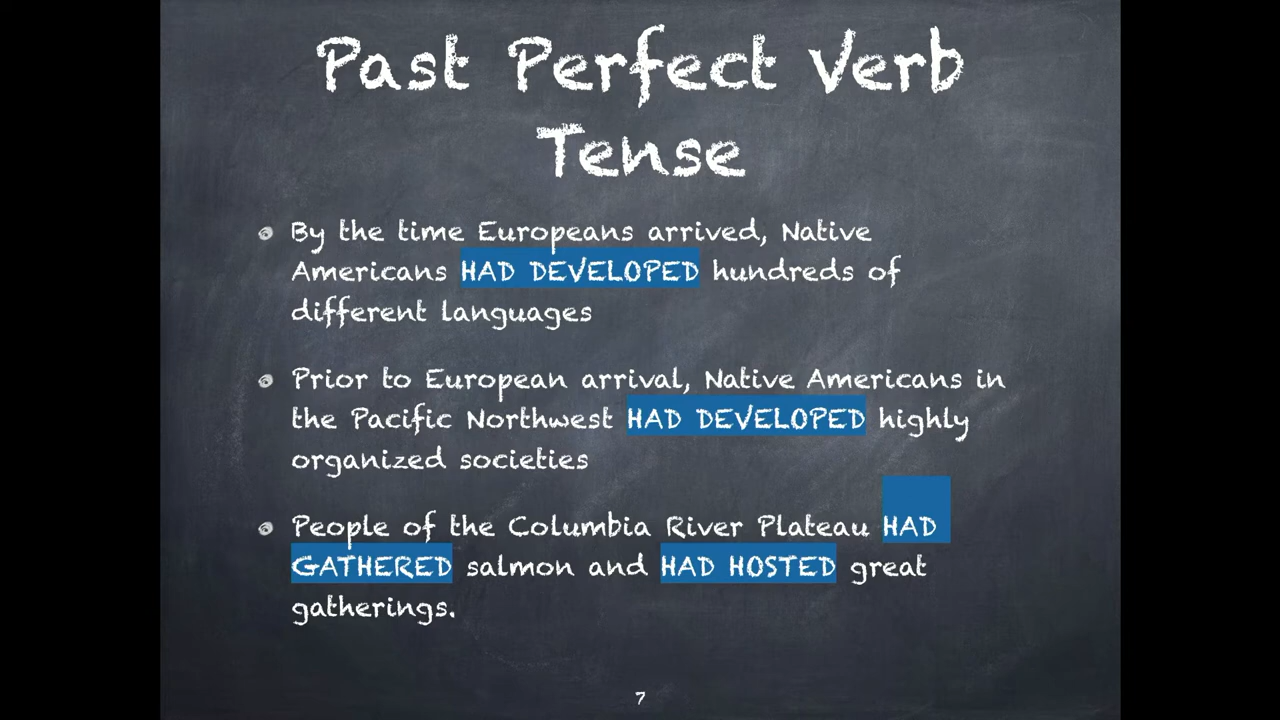 Past Perfect Verb
Tense
By the time Europeans arrived, Native
Americans HAD DEVELOPED hundreds of
different languages
Prior to European arrival, Native Americans in
the Pacific Northwest HAD DEVELOPED highly
organized societies
People of the Columbia River Plateau HAD
GATHERED salmon and HAD HOSTED great
gatherings.
7